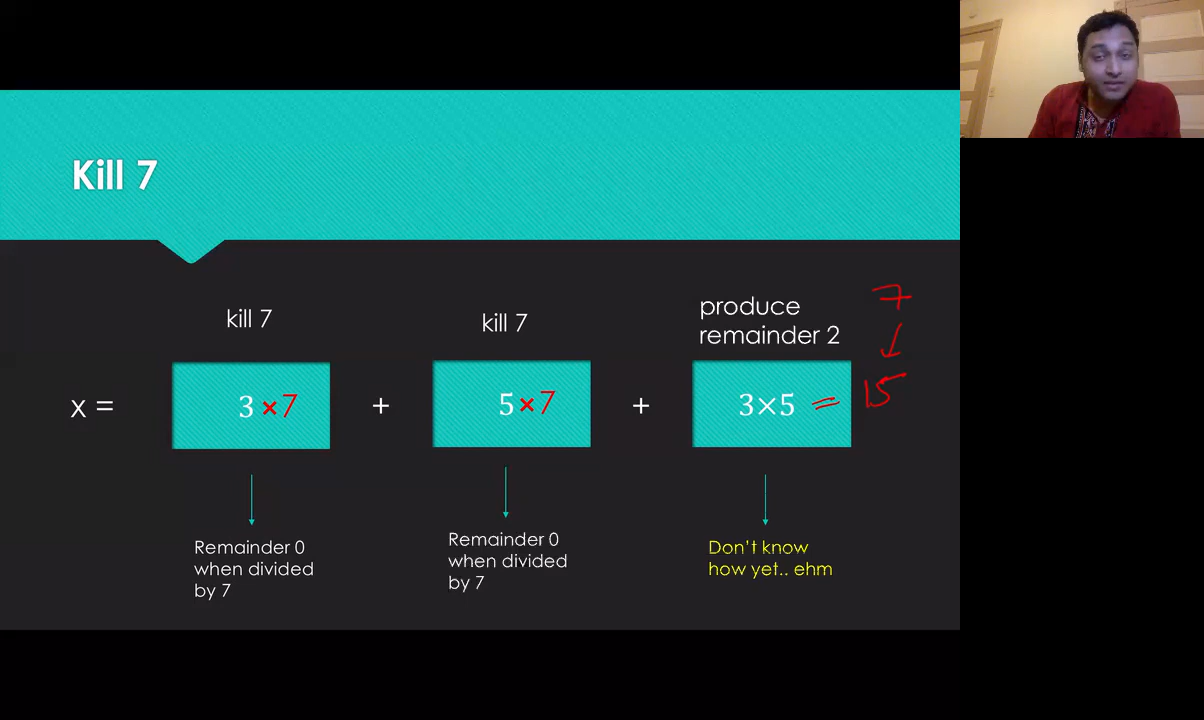 Kill 7
kill 7
kill 7
produce
remainder 2
7
↓
x =
3 ×7
+
5×7
+
3×5 = 15
Remainder 0
when divided
by 7
Remainder 0
when divided
by 7
Don't know
how yet.. ehm